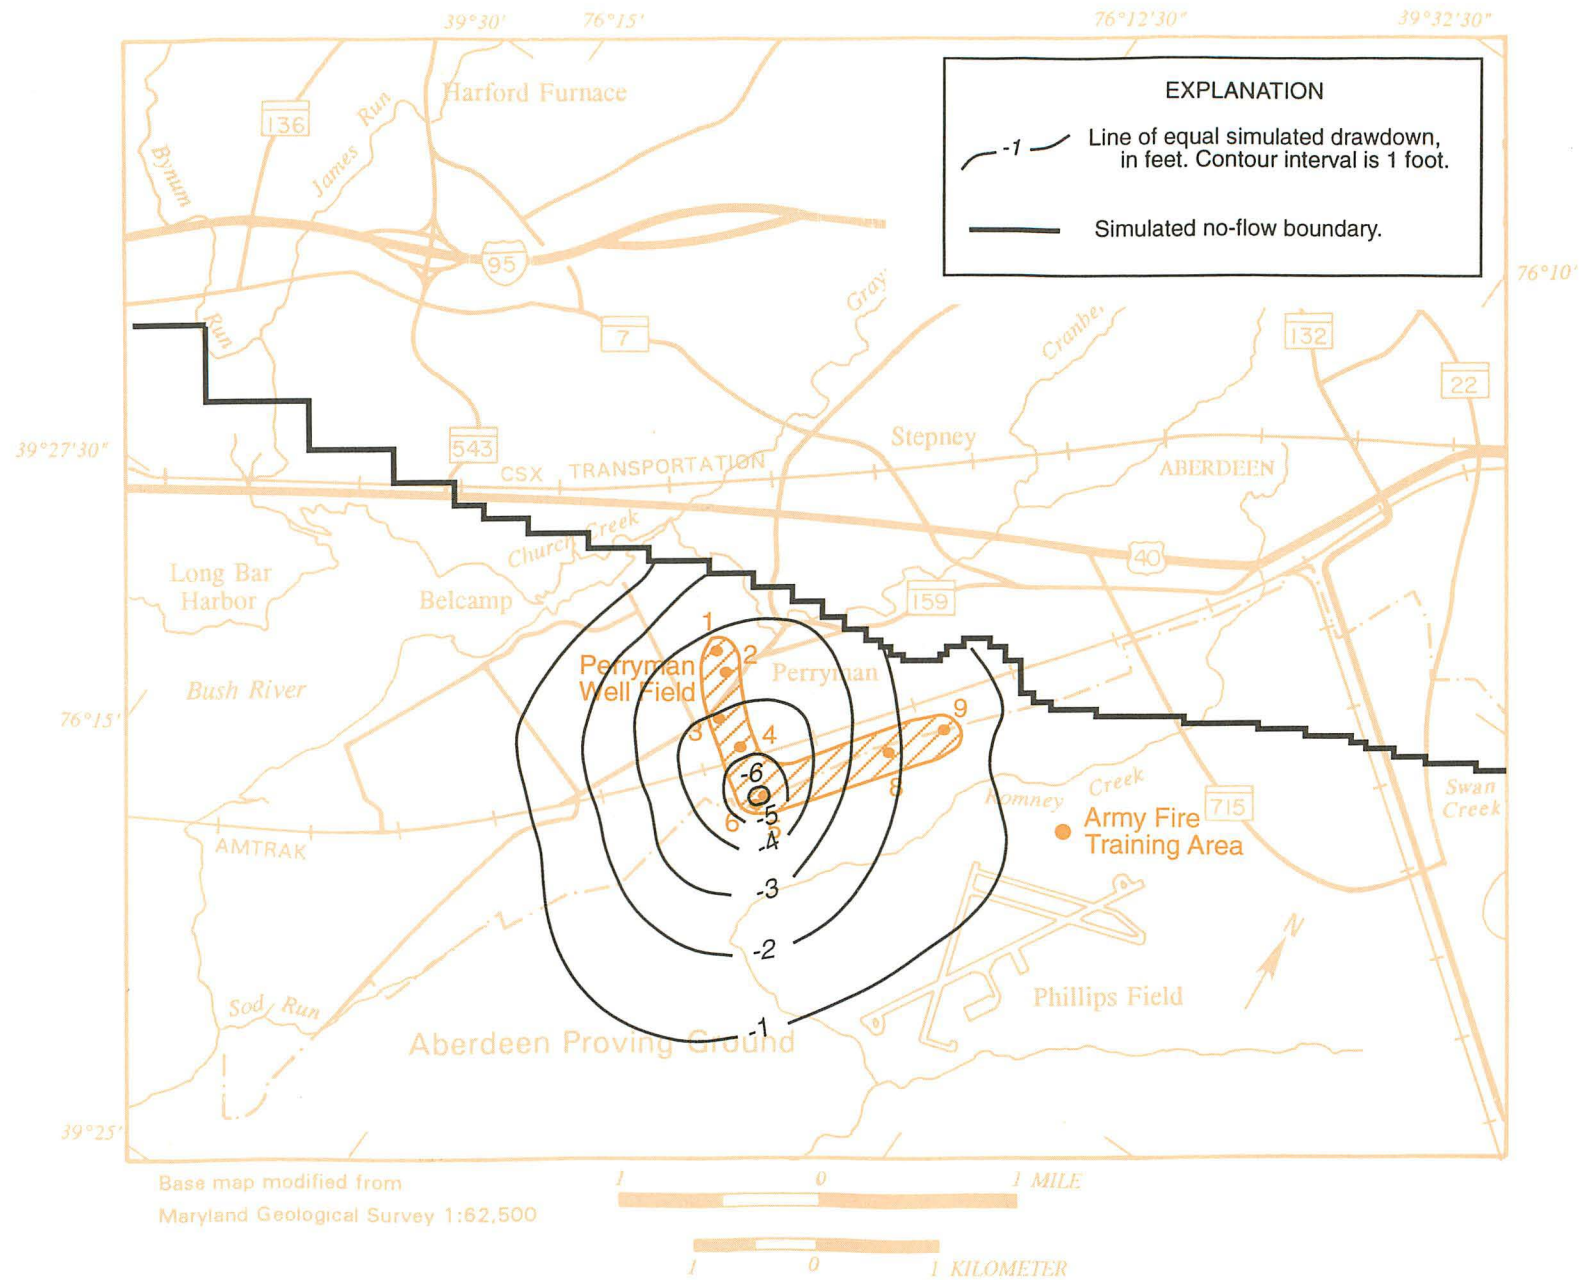 39°30'
76°15'
76°12'30"
39°32'30"
EXPLANATION
-1
Line of equal simulated drawdown,
in feet. Contour interval is 1 foot.
Simulated no-flow boundary.
Harford Furnace
136
James Run
Bynum
Run
95
76°10'
Gray
Cranbe
7
132
22
39°27'30"
543
CSX TRANSPORTATION
Stepney
ABERDEEN
Church Creek
40
Long Bar
Harbor
Belcamp
159
1
2
Perryman
Well Field
Perryman
Bush River
76°15'
3
4
9
-6
8
-5
6
5
-4
Romney Creek
715
Swan
Creek
Army Fire
Training Area
AMTRAK
-3
-2
N
Sod Run
Phillips Field
-1
Aberdeen Proving Ground
39°25'
Base map modified from
Maryland Geological Survey 1:62,500
1 0 1 MILE
1 0 1 KILOMETER